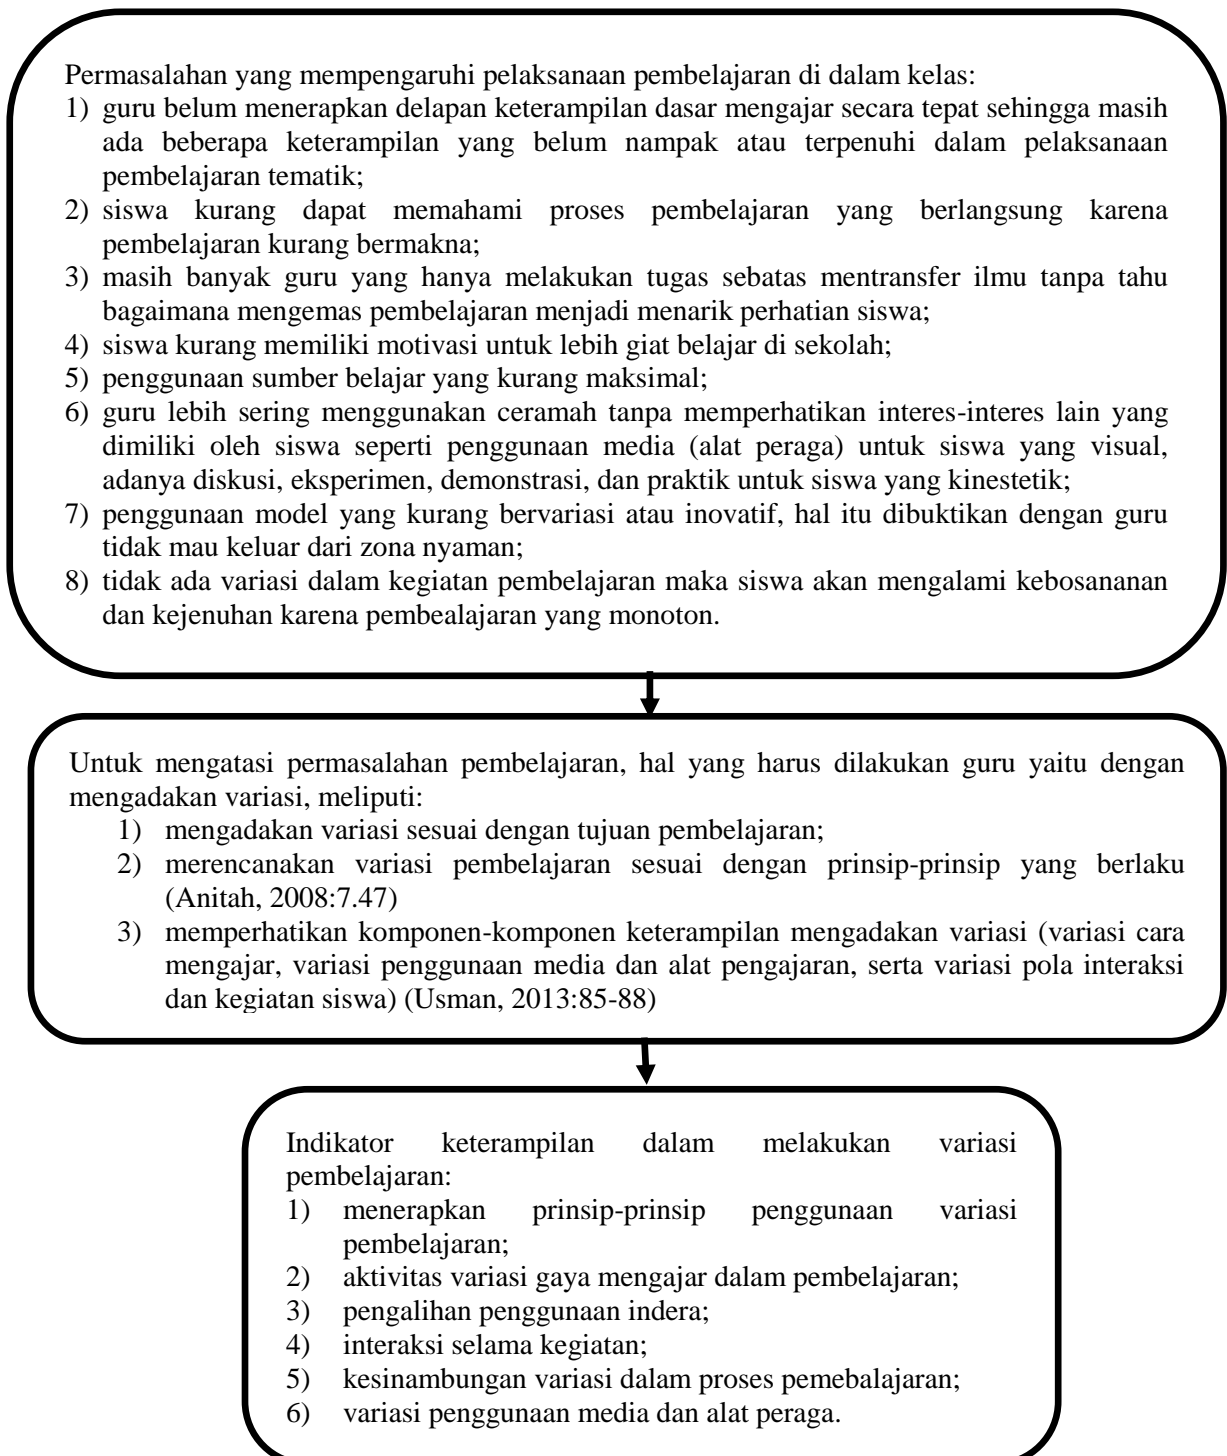 Permasalahan yang mempengaruhi pelaksanaan pembelajaran di dalam kelas:
1) guru belum menerapkan delapan keterampilan dasar mengajar secara tepat sehingga masih
ada beberapa keterampilan yang belum nampak atau terpenuhi dalam pelaksanaan
pembelajaran tematik;
2) siswa kurang dapat memahami proses pembelajaran yang berlangsung karena
pembelajaran kurang bermakna;
3) masih banyak guru yang hanya melakukan tugas sebatas mentransfer ilmu tanpa tahu
bagaimana mengemas pembelajaran menjadi menarik perhatian siswa;
4) siswa kurang memiliki motivasi untuk lebih giat belajar di sekolah;
5) penggunaan sumber belajar yang kurang maksimal;
6) guru lebih sering menggunakan ceramah tanpa memperhatikan interes-interes lain yang
dimiliki oleh siswa seperti penggunaan media (alat peraga) untuk siswa yang visual,
adanya diskusi, eksperimen, demonstrasi, dan praktik untuk siswa yang kinestetik;
7) penggunaan model yang kurang bervariasi atau inovatif, hal itu dibuktikan dengan guru
tidak mau keluar dari zona nyaman;
8) tidak ada variasi dalam kegiatan pembelajaran maka siswa akan mengalami kebosananan
dan kejenuhan karena pembealajaran yang monoton.
Untuk mengatasi permasalahan pembelajaran, hal yang harus dilakukan guru yaitu dengan
mengadakan variasi, meliputi:
1) mengadakan variasi sesuai dengan tujuan pembelajaran;
2) merencanakan variasi pembelajaran sesuai dengan prinsip-prinsip yang berlaku
(Anitah, 2008:7.47)
3) memperhatikan komponen-komponen keterampilan mengadakan variasi (variasi cara
mengajar, variasi penggunaan media dan alat pengajaran, serta variasi pola interaksi
dan kegiatan siswa) (Usman, 2013:85-88)
Indikator keterampilan dalam melakukan variasi
pembelajaran:
1) menerapkan prinsip-prinsip penggunaan variasi
pembelajaran;
2) aktivitas variasi gaya mengajar dalam pembelajaran;
3) pengalihan penggunaan indera;
4) interaksi selama kegiatan;
5) kesinambungan variasi dalam proses pemebalajaran;
6) variasi penggunaan media dan alat peraga.